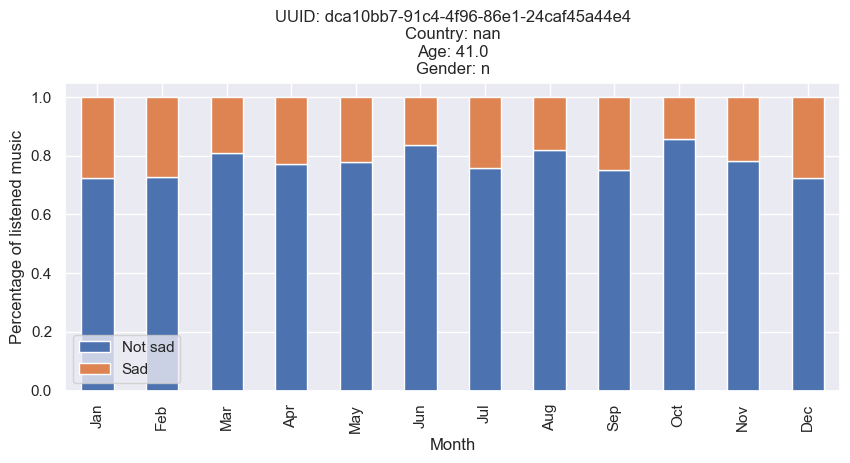 UUID: dca10bb7-91c4-4f96-86e1-24caf45a44e4
Country: nan
Age: 41.0
Gender: n
Percentage of listened music
1.0
0.8
0.6
0.4
0.2
0.0
Not sad
Sad
Jan
Feb
Mar
Apr
May
Jun
Jul
Aug
Sep
Oct
Nov
Dec
Month